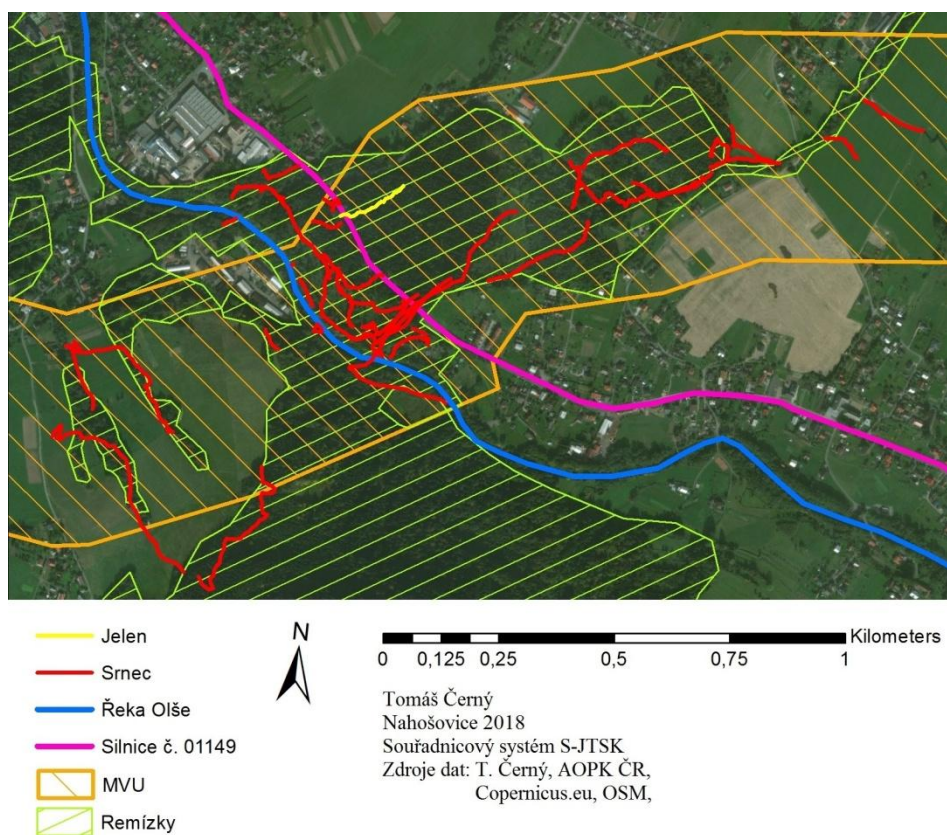 Jelen
Srnec
Řeka Olše
Silnice č. 01149
MVU
Remízky
N
Kilometers
0 0,125 0,25 0,5 0,75 1
Tomáš Černý
Nahošovice 2018
Souřadnicový systém S-JTSK
Zdroje dat: T. Černý, AOPK ČR,
Copernicus.eu, OSM,